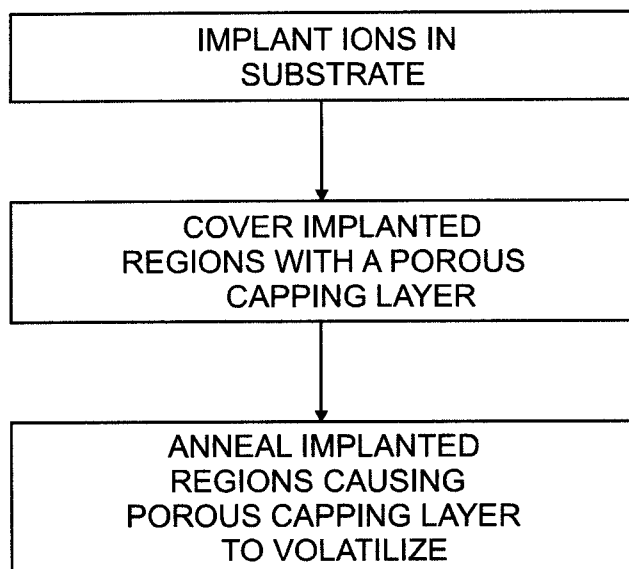 IMPLANT IONS IN
SUBSTRATE
COVER IMPLANTED
REGIONS WITH A POROUS
CAPPING LAYER
ANNEAL IMPLANTED
REGIONS CAUSING
POROUS CAPPING LAYER
TO VOLATILIZE